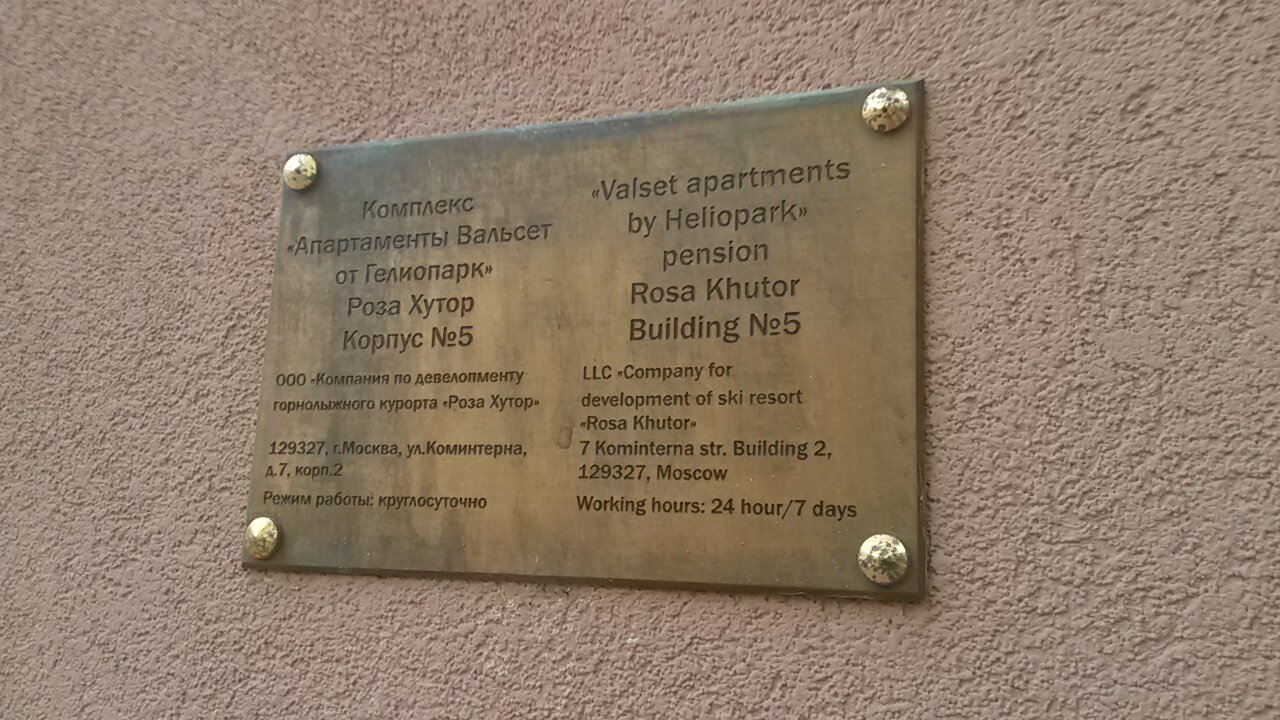 Комплекс
«Апартаменты Вальсет
от Гелиопарк»
Роза Хутор
Корпус №5
ООО «Компания по девелопменту
горнолыжного курорта «Роза Хутор»
129327, г.Москва, ул.Коминтерна,
д.7, корп.2
Режим работы: круглосуточно
«Valset apartments
by Heliopark»
pension
Rosa Khutor
Building №5
LLC «Company for
development of ski resort
«Rosa Khutor»
7 Kominterna str. Building 2,
129327, Moscow
Working hours: 24 hour/7 days